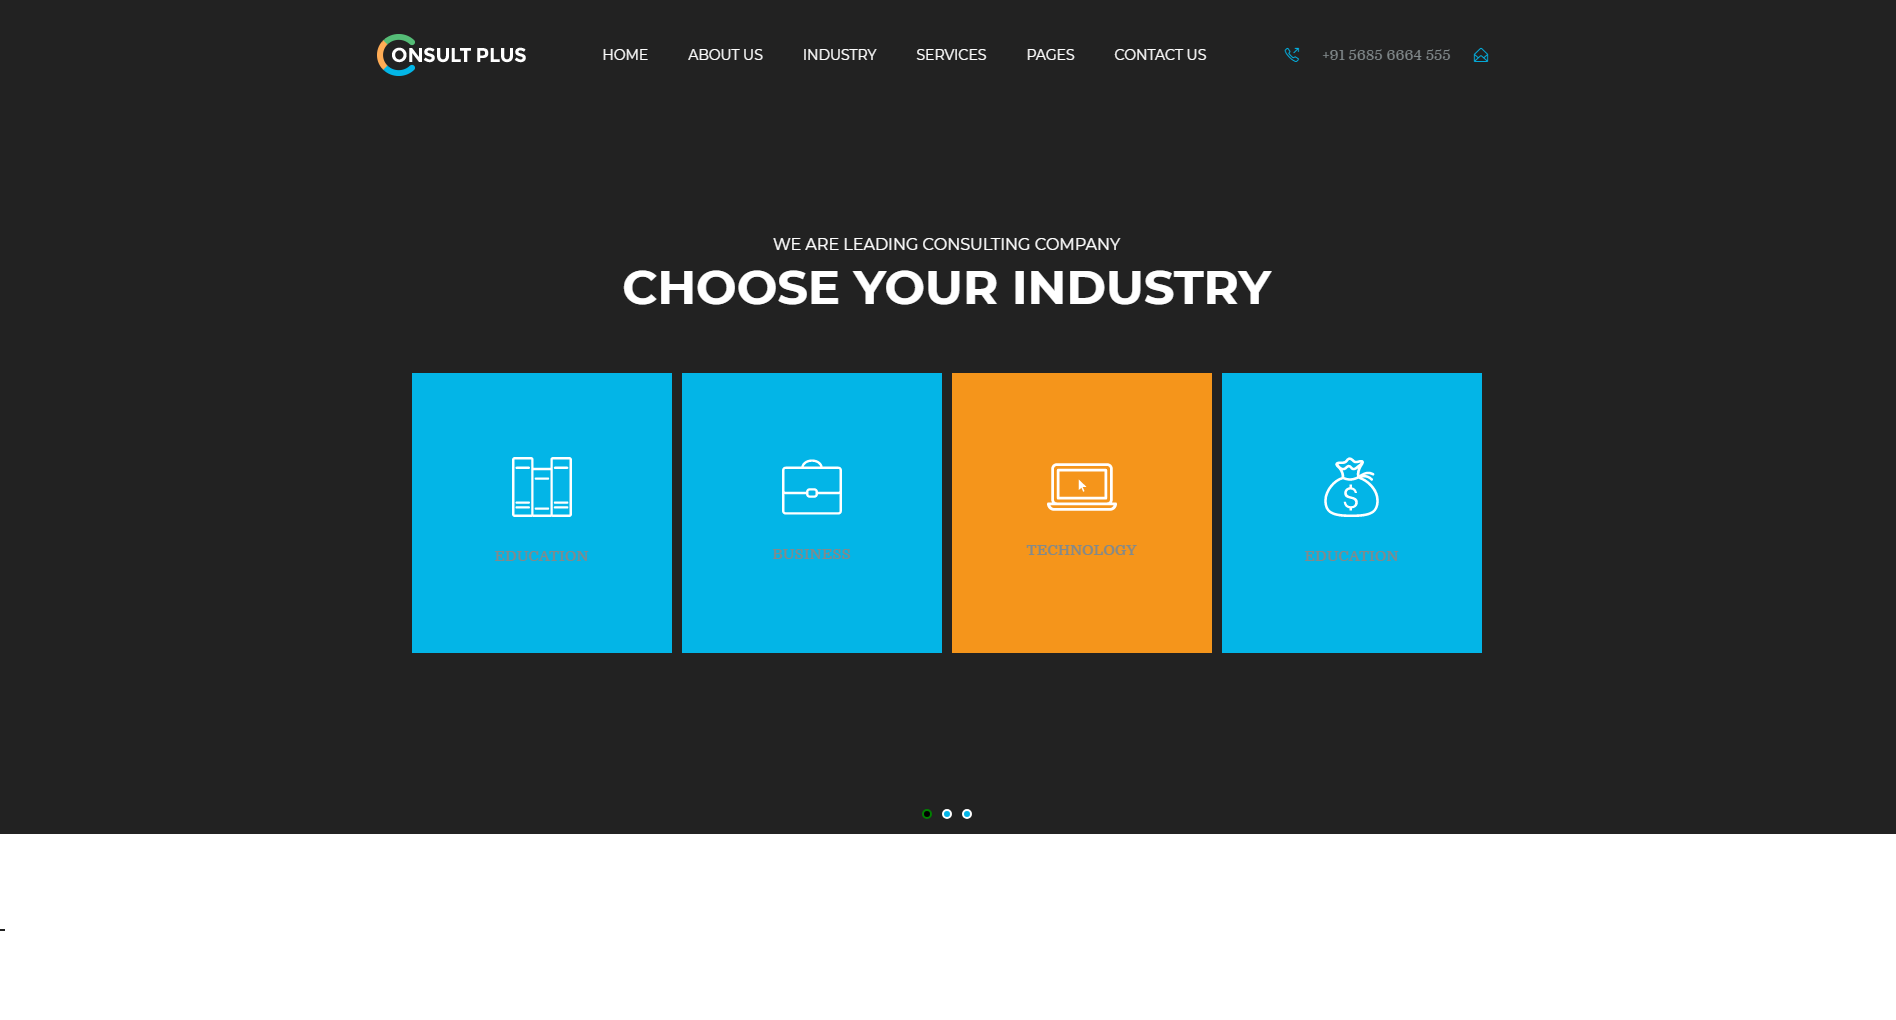 ONSULT PLUS HOME ABOUT US INDUSTRY SERVICES PAGES CONTACT US +91 5685 6664 555
WE ARE LEADING CONSULTING COMPANY
CHOOSE YOUR INDUSTRY
$
EDUCATION BUSINESS TECHNOLOGY EDUCATION